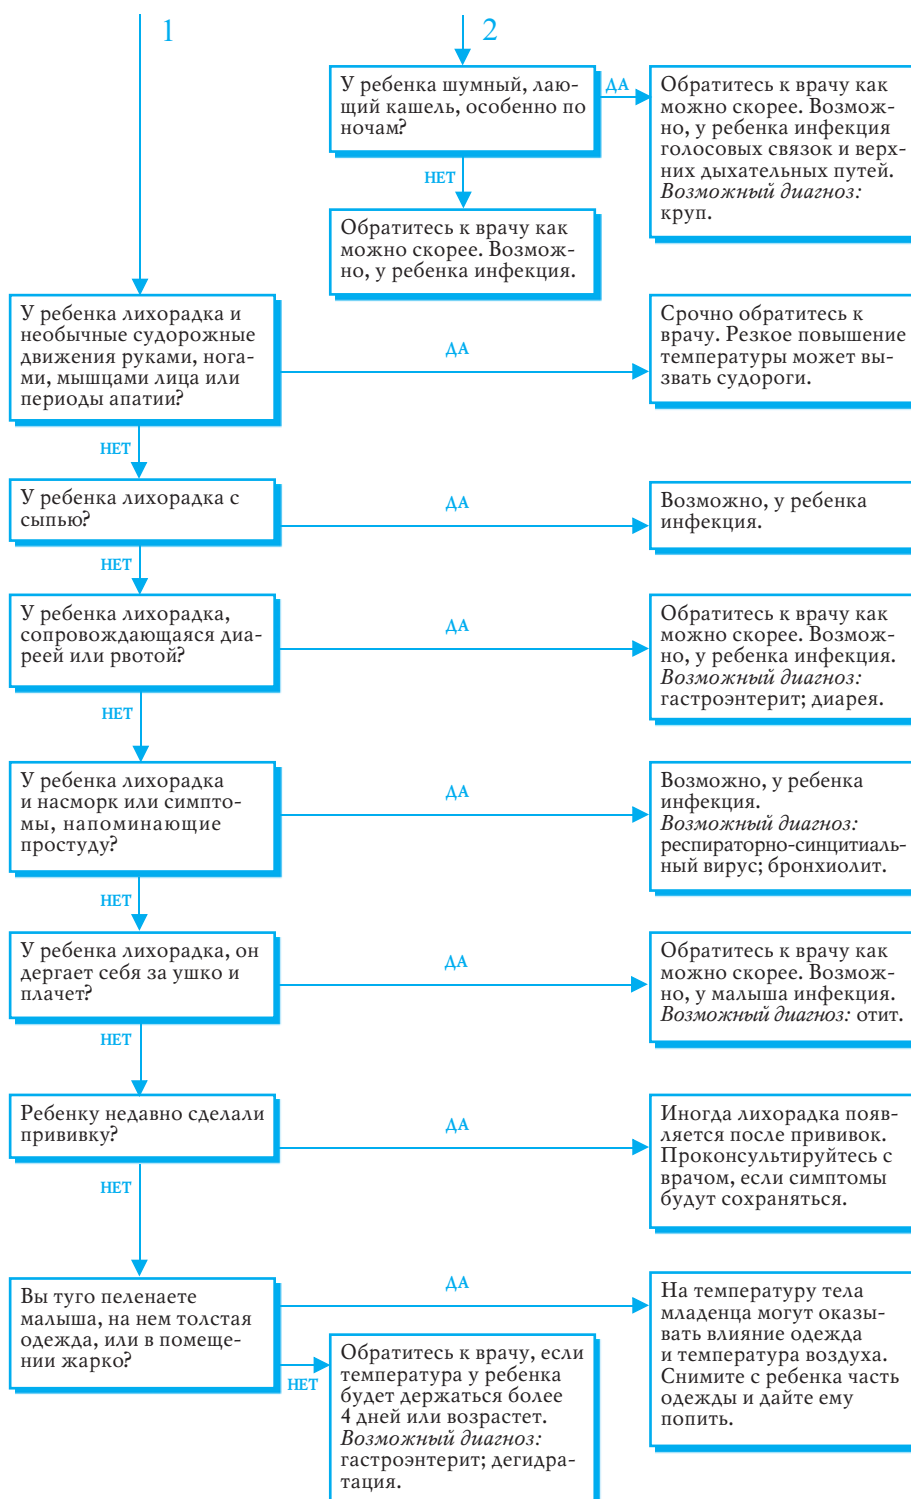 1
2
У ребенка шумный, лаю-
щий кашель, особенно по
ночам?
ДА
Обратитесь к врачу как
можно скорее. Возмож-
но, у ребенка инфекция
голосовых связок и верх-
них дыхательных путей.
Возможный диагноз:
круп.
НЕТ
Обратитесь к врачу как
можно скорее. Возмож-
но, у ребенка инфекция.
У ребенка лихорадка и
необычные судорожные
движения руками, нога-
ми, мышцами лица или
периоды апатии?
ДА
Срочно обратитесь к
врачу. Резкое повышение
температуры может вы-
звать судороги.
НЕТ
У ребенка лихорадка с
сыпью?
ДА
Возможно, у ребенка
инфекция.
НЕТ
У ребенка лихорадка,
сопровождающаяся диа-
реей или рвотой?
ДА
Обратитесь к врачу как
можно скорее. Возмож-
но, у ребенка инфекция.
Возможный диагноз:
гастроэнтерит; диарея.
НЕТ
У ребенка лихорадка
и насморк или симпто-
мы, напоминающие
простуду?
ДА
Возможно, у ребенка
инфекция.
Возможный диагноз:
респираторно-синцитиаль-
ный вирус; бронхиолит.
НЕТ
У ребенка лихорадка, он
дергает себя за ушко и
плачет?
ДА
Обратитесь к врачу как
можно скорее. Возмож-
но, у малыша инфекция.
Возможный диагноз: отит.
НЕТ
Ребенку недавно сделали
прививку?
ДА
Иногда лихорадка появ-
ляется после прививок.
Проконсультируйтесь с
врачом, если симптомы
будут сохраняться.
НЕТ
Вы туго пеленаете
малыша, на нем толстая
одежда, или в помеще-
нии жарко?
ДА
На температуру тела
младенца могут оказы-
вать влияние одежда
и температура воздуха.
Снимите с ребенка часть
одежды и дайте ему
попить.
НЕТ
Обратитесь к врачу, если
температура у ребенка
будет держаться более
4 дней или возрастет.
Возможный диагноз:
гастроэнтерит; дегидра-
тация.